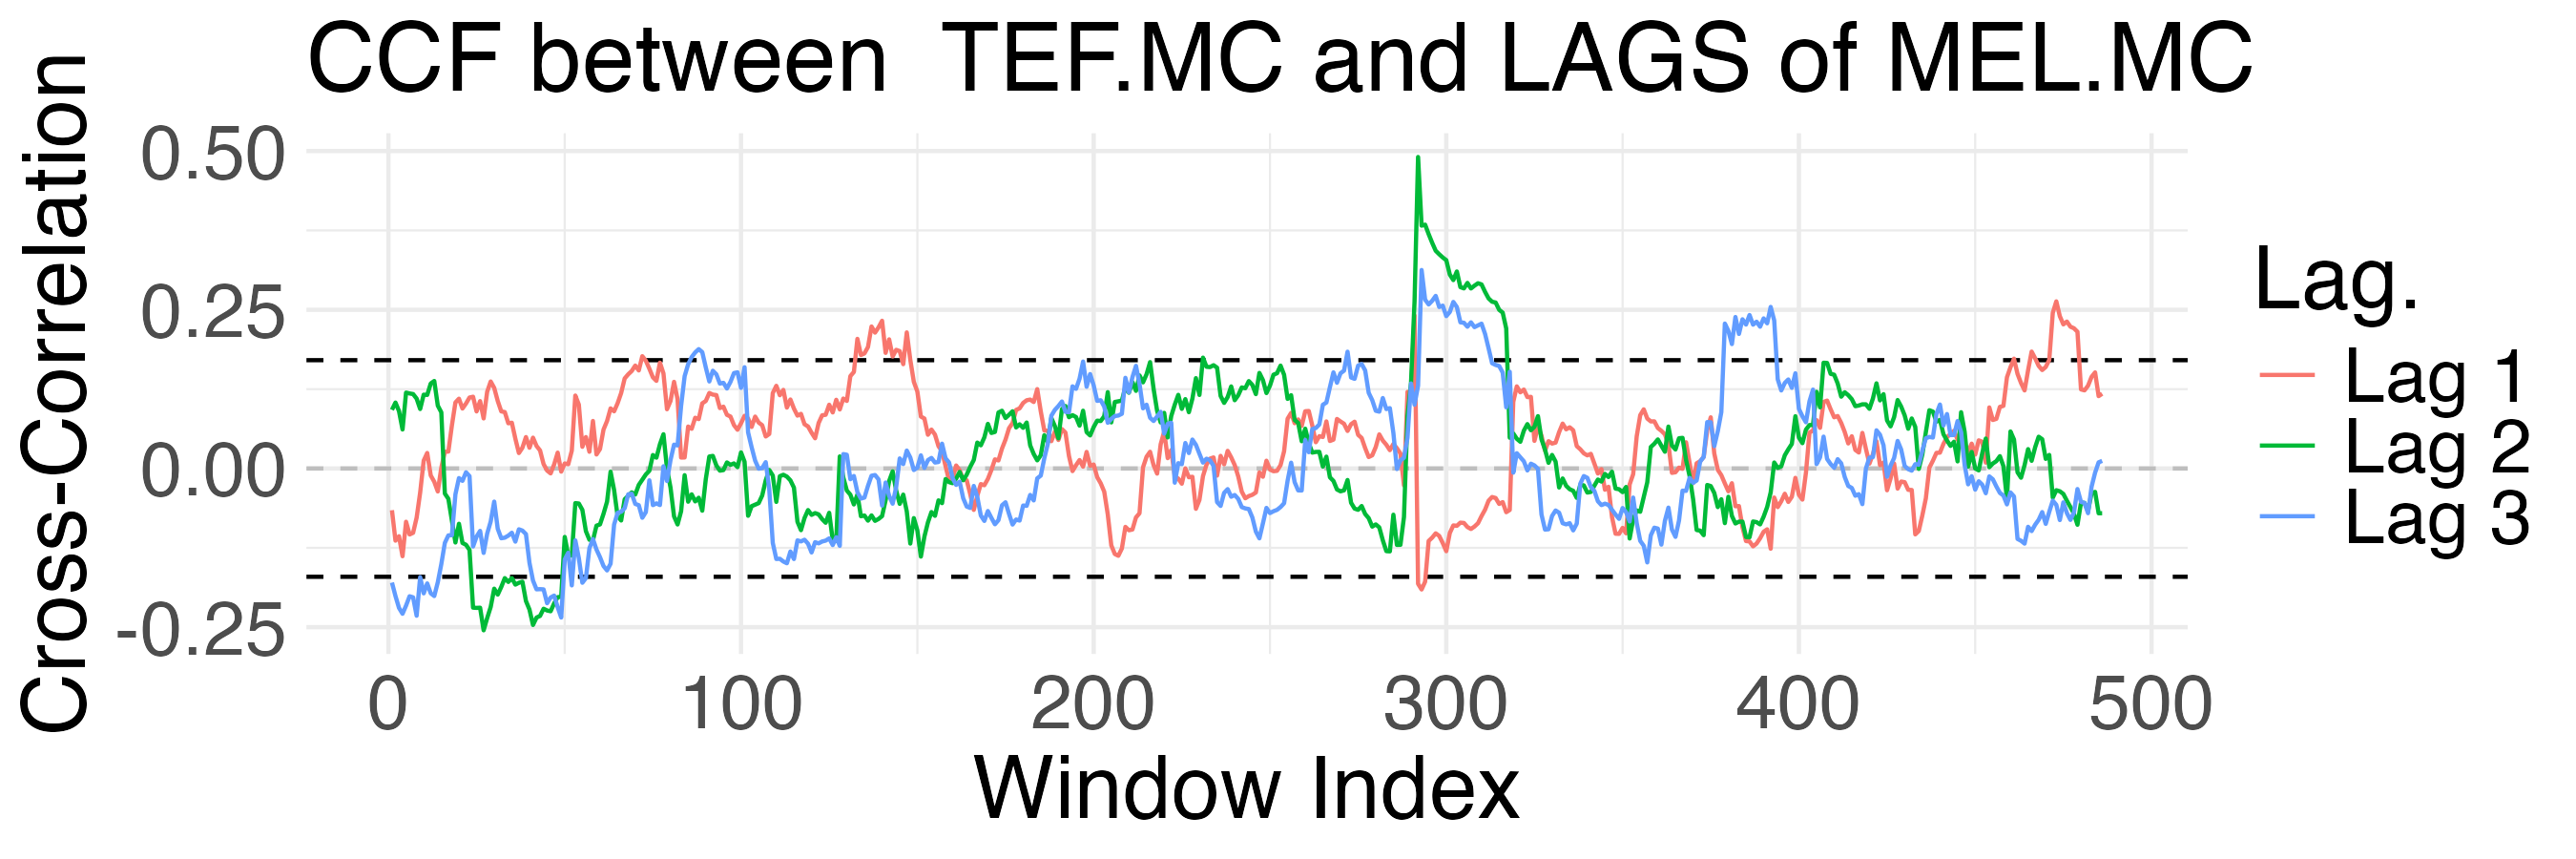 CCF between  TEF.MC and LAGS of MEL.MC
Cross-Correlation
0.50
0.25
0.00
-0.25
0
100
200
300
400
500
Window Index
Lag.
Lag 1
Lag 2
Lag 3